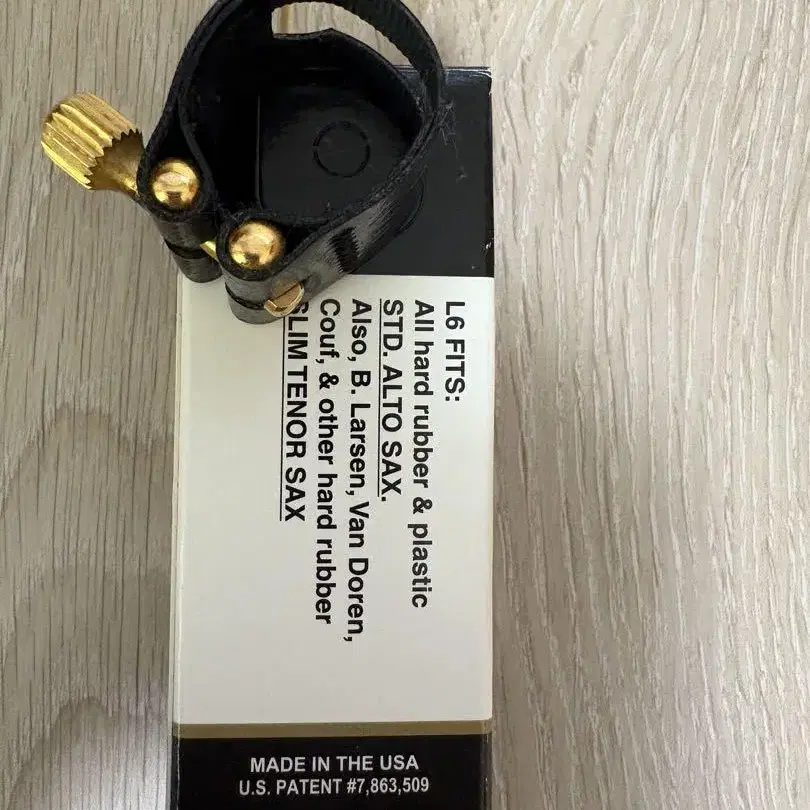 L6 FITS:
All hard rubber & plastic
STD. ALTO SAX.
Also, B. Larsen, Van Doren,
Couf, & other hard rubber
SLIM TENOR SAX
MADE IN THE USA
U.S. PATENT #7,863,509